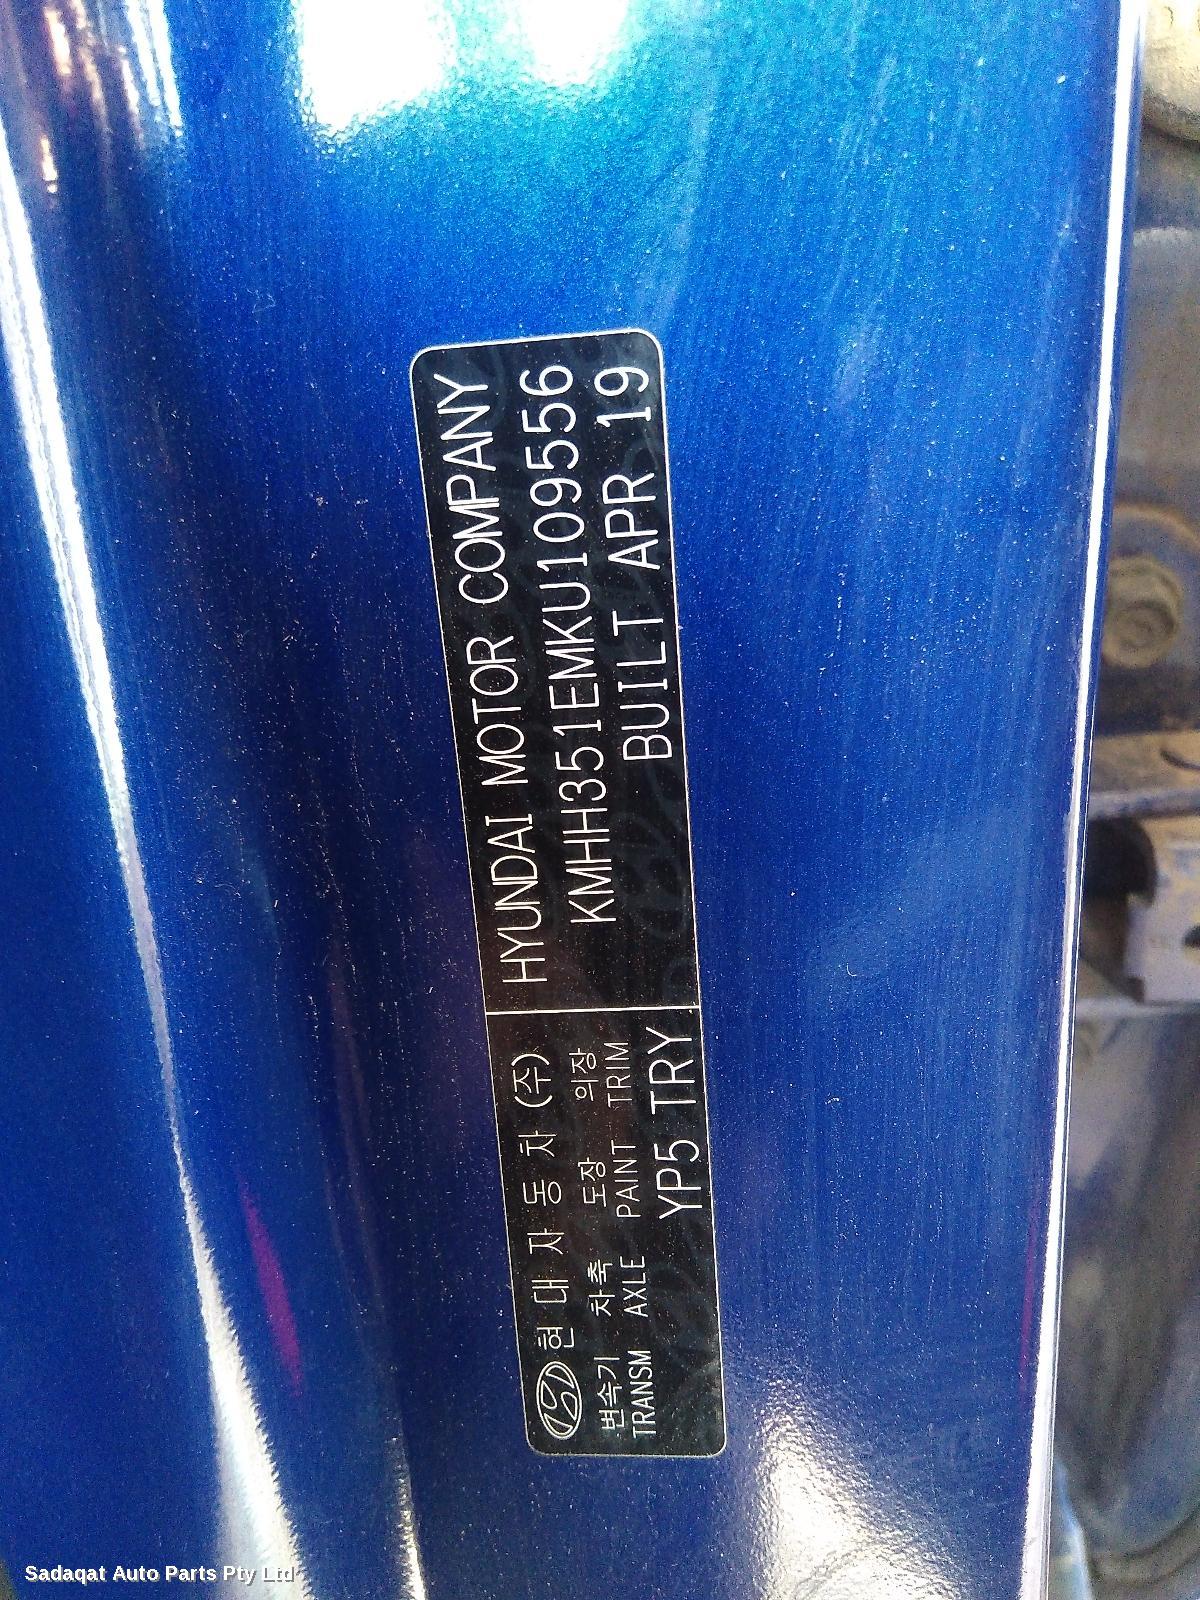 현대자동차(주)
변속기 차축 도장 의장
TRANSM AXLE PAINT TRIM
YP5 TRY
HYUNDAI MOTOR COMPANY
KMHH351EMKU109556
BUILT APR 19
Sadaqat Auto Parts Pty Ltd